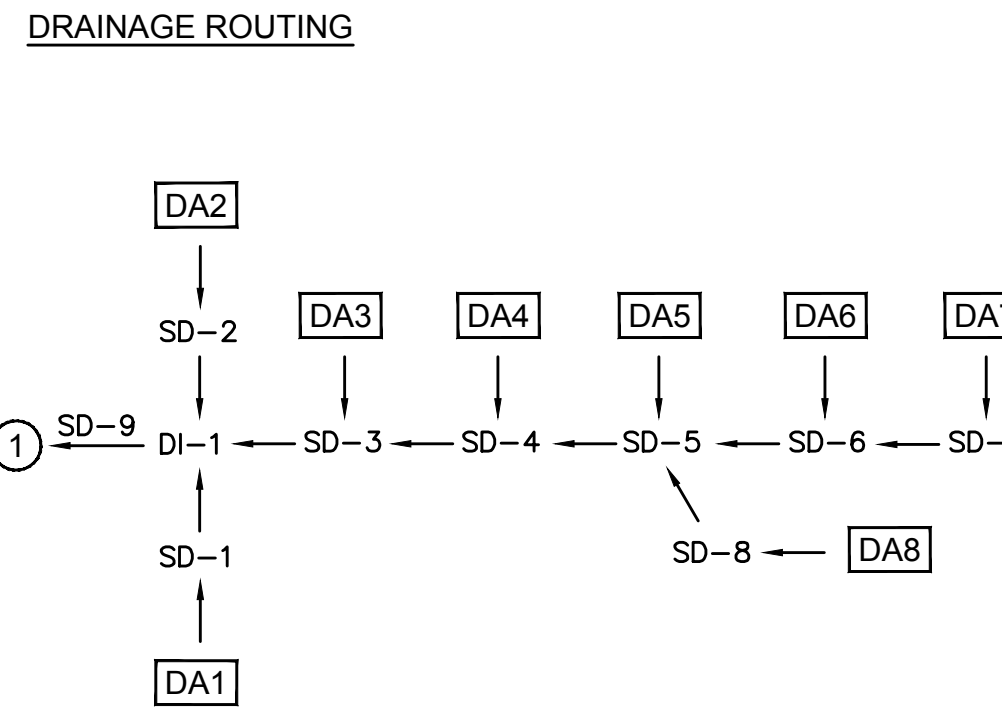 DRAINAGE ROUTING
DA2
SD-2
DA3
DA4
DA5
DA6
1
SD-9
DI-1
SD-3
SD-4
SD-5
SD-6
SD-1
SD-8
DA8
DA1